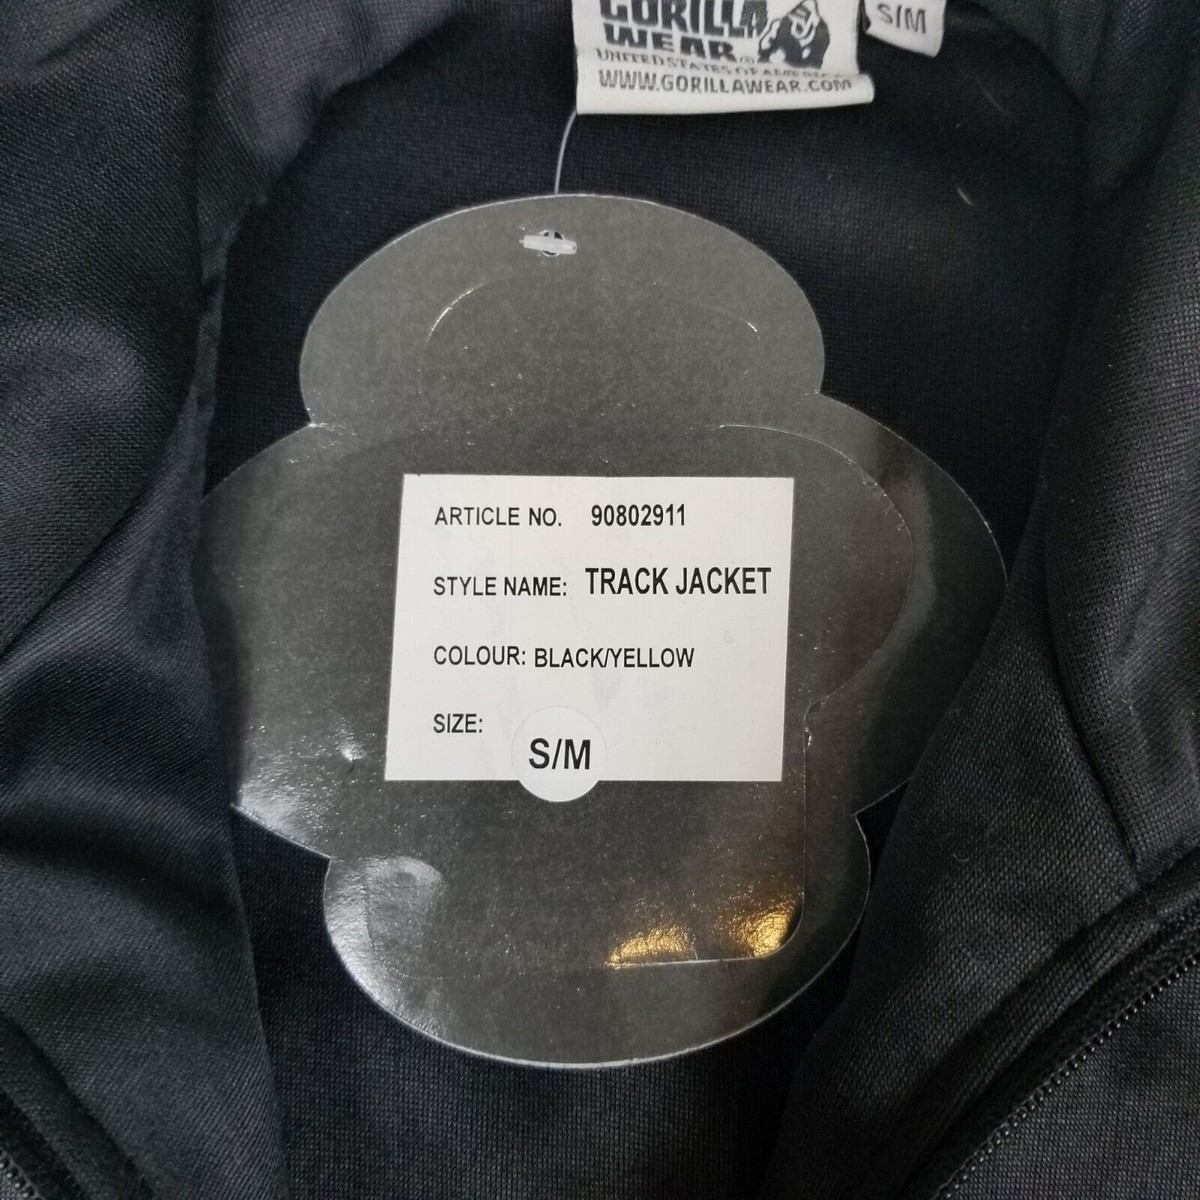 GORILLA
WEAR®
UNITED STATES OF AMERICA
WWW.GORILLAWEAR.COM
S/M
ARTICLE NO. 90802911
STYLE NAME: TRACK JACKET
COLOUR: BLACK/YELLOW
SIZE:
S/M